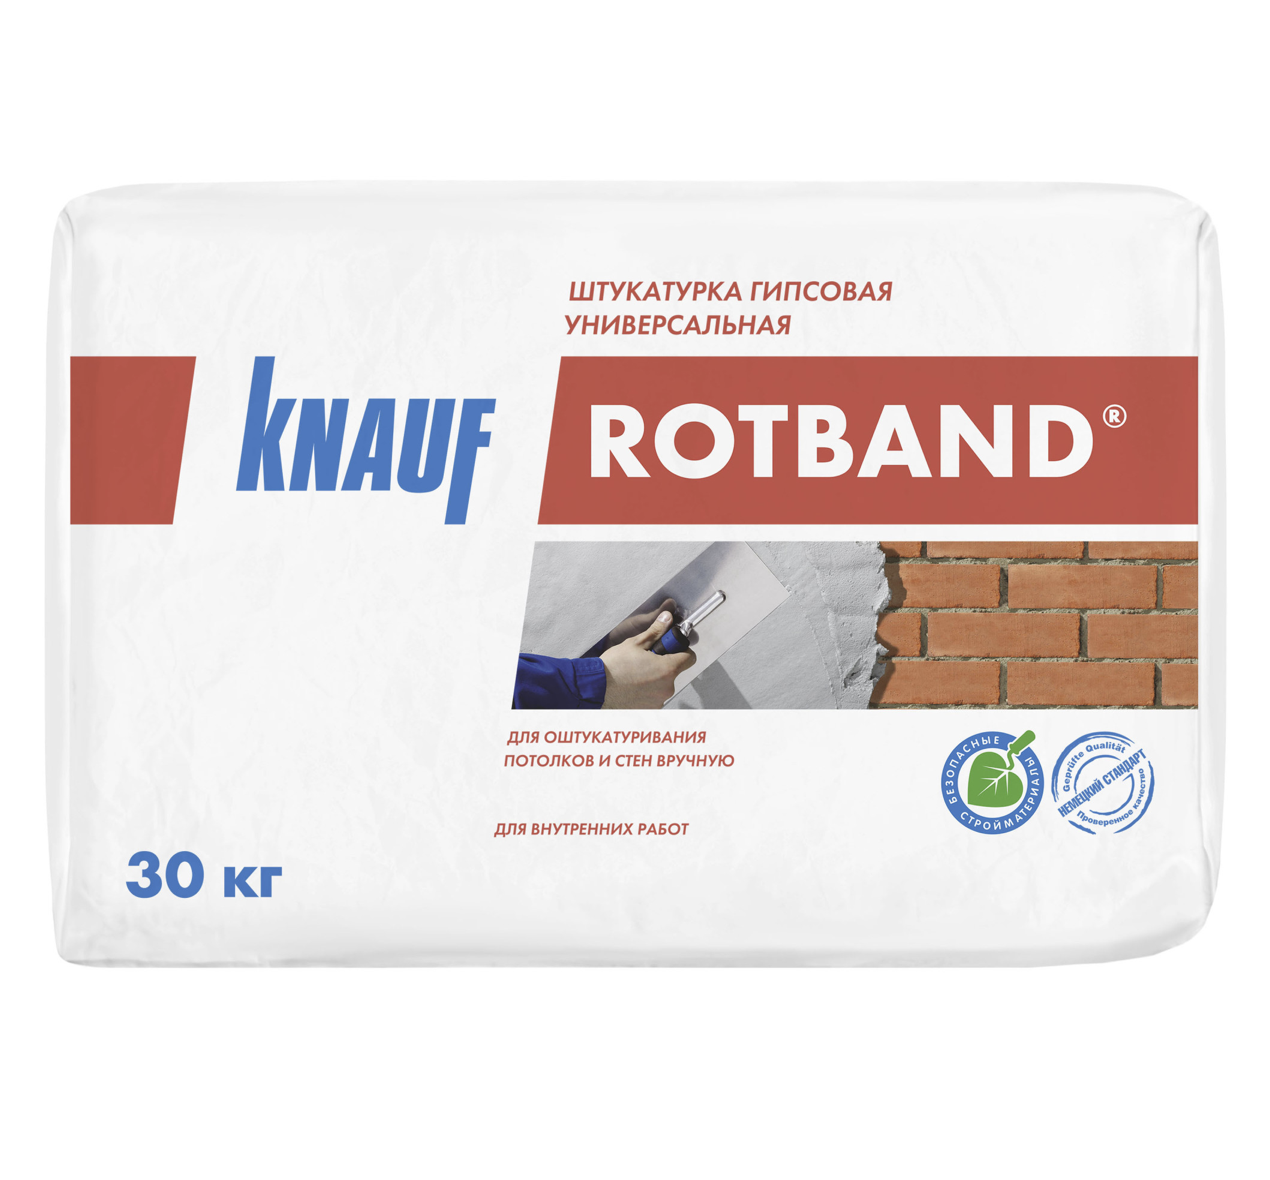 ШТУКАТУРКА ГИПСОВАЯ
УНИВЕРСАЛЬНАЯ
KNAUF
ROTBAND®
ДЛЯ ОШТУКАТУРИВАНИЯ
ПОТОЛКОВ И СТЕН ВРУЧНУЮ
ДЛЯ ВНУТРЕННИХ РАБОТ
30 кг
БЕЗОПАСНЫЕ
СТРОЙМАТЕРИАЛЫ
Geprüfte Qualität
НЕМЕЦКИЙ СТАНДАРТ
Проверенное качество